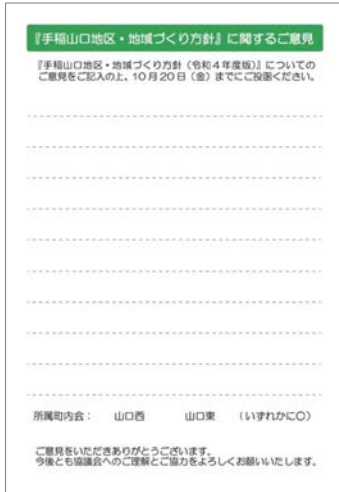 『手稲山口地区・地域づくり方針』に関するご意見
『手稲山口地区・地域づくり方針（令和4年度版）』についての
ご意見をご記入の上、10月20日（金）までにご投函ください。
所属町内会： 山口西 山口東 （いずれかに〇）
ご意見をいただきありがとうございます。
今後とも協議会へのご理解とご協力をよろしくお願いいたします。